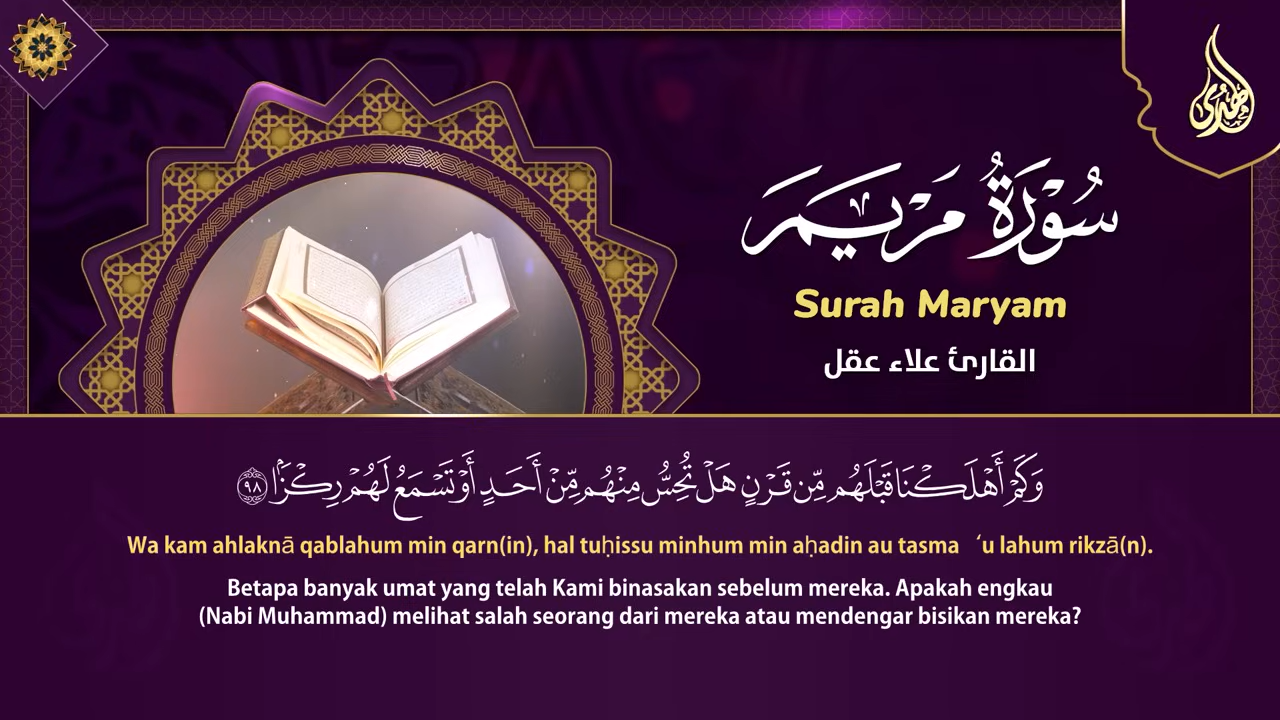 الهدى
سُورَةُ مَرْيَمَ
Surah Maryam
القارئ علاء عقل
وَكَمْ أَهْلَكْنَا قَبْلَهُم مِّن قَرْنٍ هَلْ تُحِسُّ مِنْهُم مِّنْ أَحَدٍ أَوْ تَسْمَعُ لَهُمْ رِكْزًۢا ٩٨
Wa kam ahlaknā qablahum min qarn(in), hal tuḥissu minhum min aḥadin au tasma ‘u lahum rikzā(n).
Betapa banyak umat yang telah Kami binasakan sebelum mereka. Apakah engkau
(Nabi Muhammad) melihat salah seorang dari mereka atau mendengar bisikan mereka?